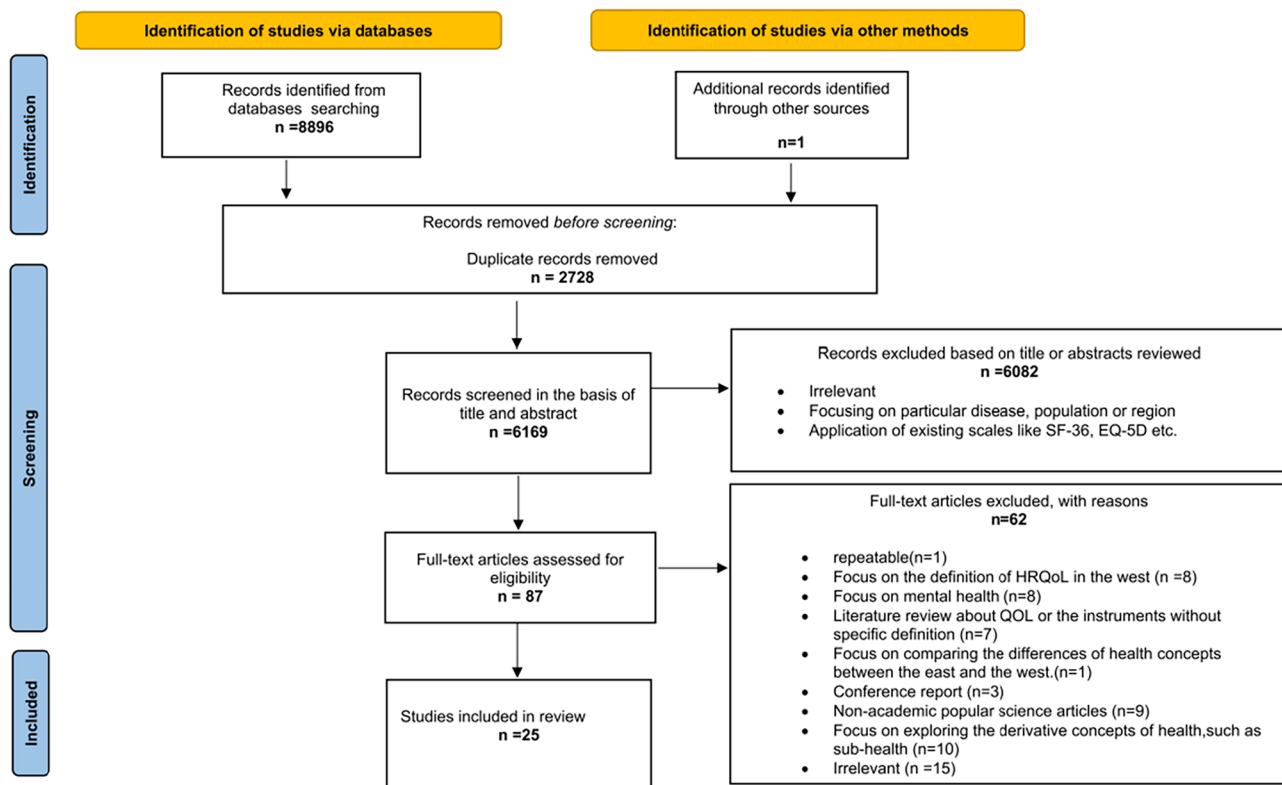 Identification of studies via databases
Identification of studies via other methods
Identification
Records identified from
databases searching
n =8896
Additional records identified
through other sources
n=1
Records removed before screening:
Duplicate records removed
n = 2728
Screening
Records screened in the basis of
title and abstract
n =6169
Records excluded based on title or abstracts reviewed
n =6082
• Irrelevant
• Focusing on particular disease, population or region
• Application of existing scales like SF-36, EQ-5D etc.
Full-text articles assessed for
eligibility
n = 87
Full-text articles excluded, with reasons
n=62
• repeatable(n=1)
• Focus on the definition of HRQoL in the west (n =8)
• Focus on mental health (n=8)
• Literature review about QOL or the instruments without
specific definition (n=7)
• Focus on comparing the differences of health concepts
between the east and the west.(n=1)
• Conference report (n=3)
• Non-academic popular science articles (n=9)
• Focus on exploring the derivative concepts of health,such as
sub-health (n=10)
• Irrelevant (n =15)
Included
Studies included in review
n =25